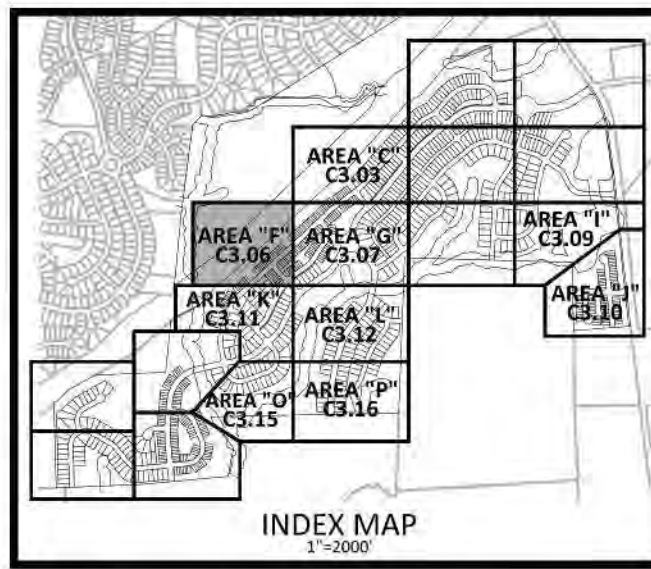 AREA "C"
C3.03
AREA "F"
C3.06
AREA "G"
C3.07
AREA "I"
C3.09
AREA "K"
C3.11
AREA "L"
C3.12
AREA "J"
C3.10
AREA "O"
C3.15
AREA "P"
C3.16
INDEX MAP
1"=2000'